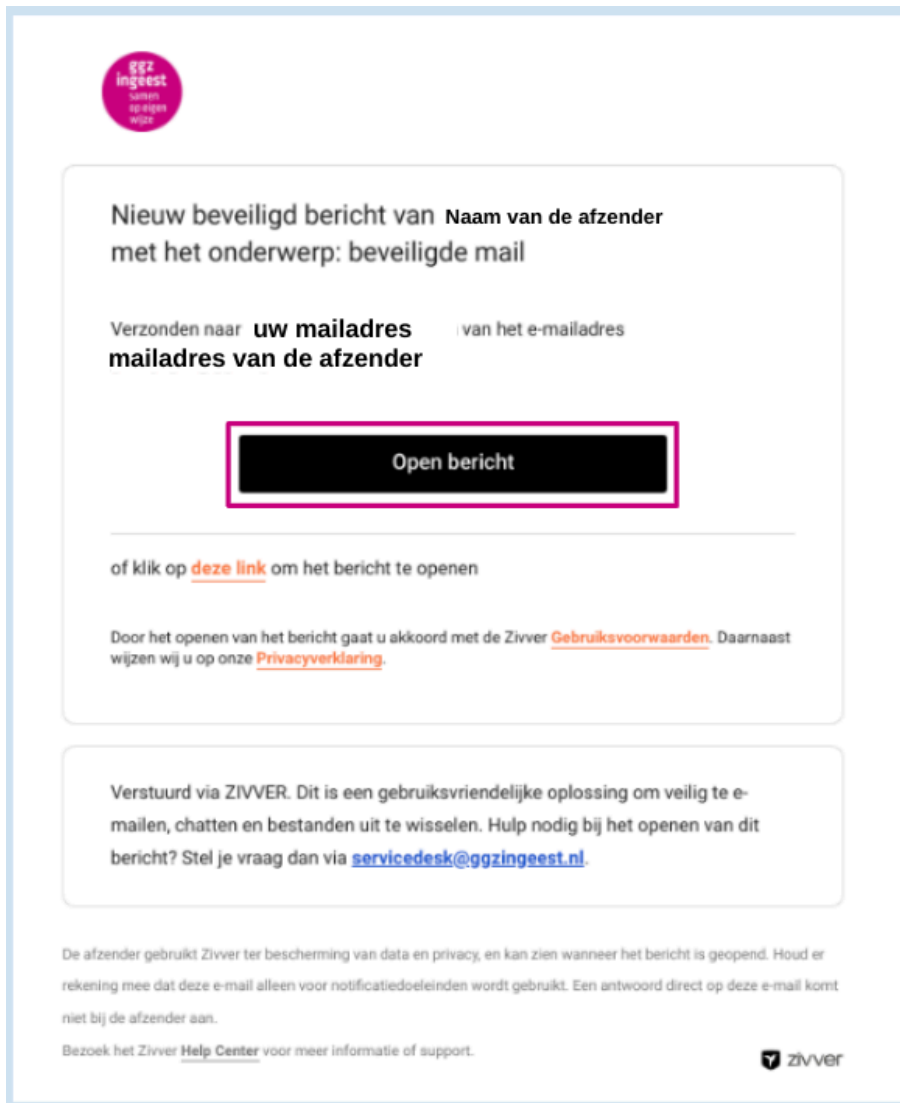 ggz
ingeest
samen
op eigen
wijze
Nieuw beveiligd bericht van Naam van de afzender
met het onderwerp: beveiligde mail
Verzonden naar uw mailadres van het e-mailadres
mailadres van de afzender
Open bericht
of klik op deze link om het bericht te openen
Door het openen van het bericht gaat u akkoord met de Zivver Gebruiksvoorwaarden. Daarnaast
wijzen wij u op onze Privacyverklaring.
Verstuurd via ZIVVER. Dit is een gebruiksvriendelijke oplossing om veilig te e-
mailen, chatten en bestanden uit te wisselen. Hulp nodig bij het openen van dit
bericht? Stel je vraag dan via servicedesk@ggzingeest.nl.
De afzender gebruikt Zivver ter bescherming van data en privacy, en kan zien wanneer het bericht is geopend. Houd er
rekening mee dat deze e-mail alleen voor notificatiedoeleinden wordt gebruikt. Een antwoord direct op deze e-mail komt
niet bij de afzender aan.
Bezoek het Zivver Help Center voor meer informatie of support.
zivver